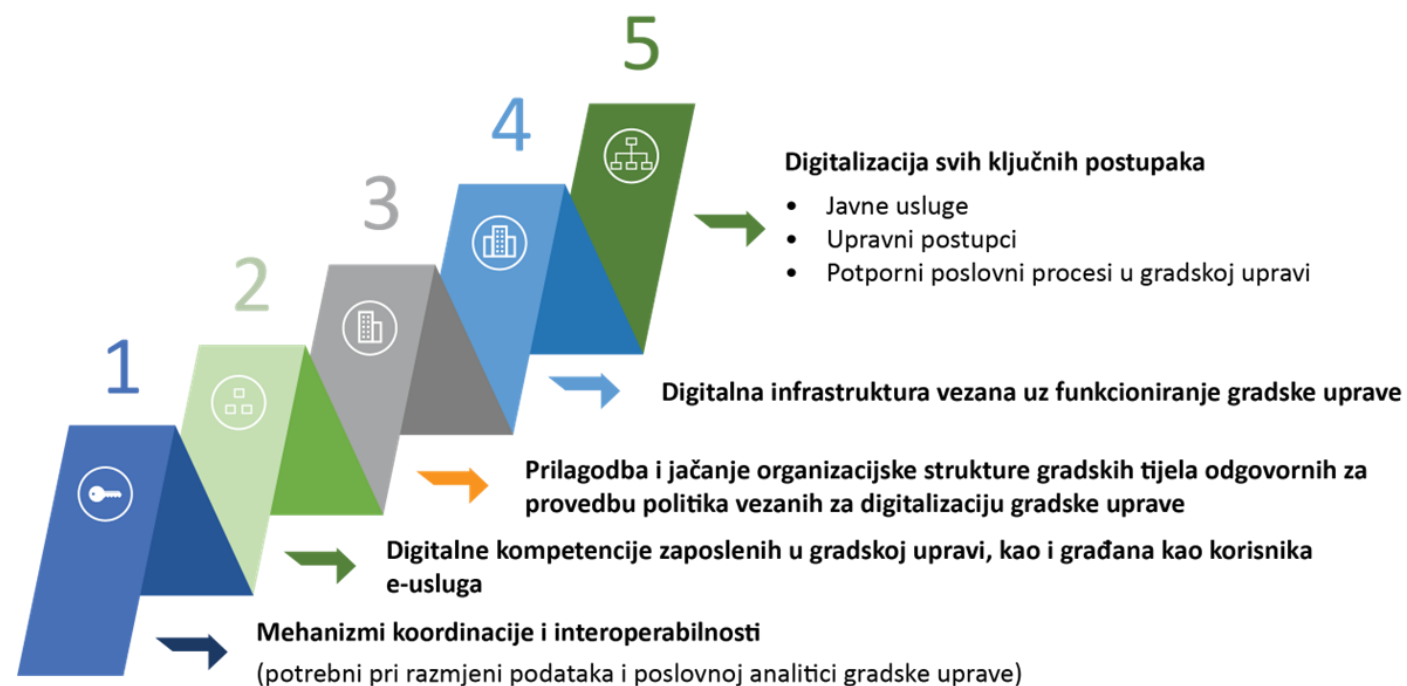 5
4
3
2
1
Digitalizacija svih ključnih postupaka
• Javne usluge
• Upravni postupci
• Potporni poslovni procesi u gradskoj upravi
Digitalna infrastruktura vezana uz funkcioniranje gradske uprave
Prilagodba i jačanje organizacijske strukture gradskih tijela odgovornih za
provedbu politika vezanih za digitalizaciju gradske uprave
Digitalne kompetencije zaposlenih u gradskoj upravi, kao i građana kao korisnika
e-usluga
Mehanizmi koordinacije i interoperabilnosti
(potrebni pri razmjeni podataka i poslovnoj analitici gradske uprave)